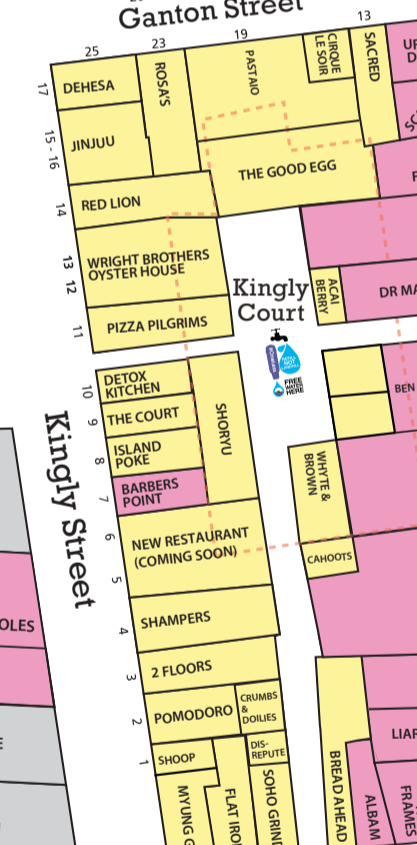 Ganton Street
25
23
19
13
17
DEHESA
ROSA'S
PASTAIO
CIRQUE
LE SOIR
SACRED
15 - 16
JINJUU
THE GOOD EGG
14
RED LION
13
12
WRIGHT BROTHERS
OYSTER HOUSE
Kingly
Court
ACAI
BERRY
DR MA
11
PIZZA PILGRIMS
FREE
WATER
HERE
10
DETOX
KITCHEN
SHORYU
BEN
9
THE COURT
8
ISLAND
POKE
Kingly Street
7
BARBERS
POINT
WHYTE &
BROWN
6
NEW RESTAURANT
(COMING SOON)
5
CAHOOTS
4
SHAMPERS
OLES
3
2 FLOORS
2
POMODORO
CRUMBS
&
DOILIES
LIAR
1
SHOOP
DIS-
REPUTE
MYUNG G
FLAT IRO
SOHO GRIND
BREAD AHEAD
ALBAM
FRAMES